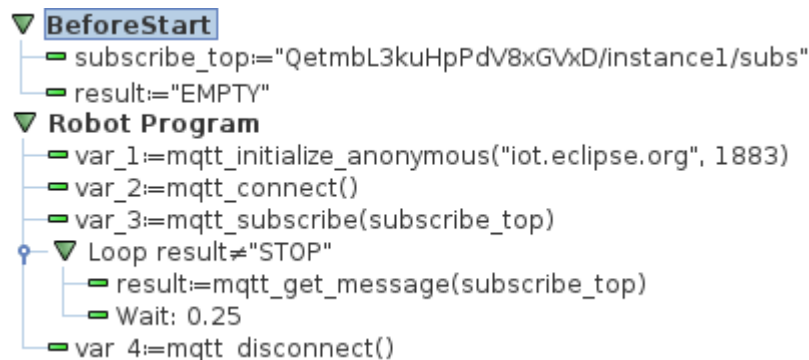 BeforeStart
subscribe_top:="QetmbL3kuHpPdV8xGVxD/instance1/subs"
result:="EMPTY"
Robot Program
var_1:=mqtt_initialize_anonymous("iot.eclipse.org", 1883)
var_2:=mqtt_connect()
var_3:=mqtt_subscribe(subscribe_top)
Loop result≠"STOP"
result:=mqtt_get_message(subscribe_top)
Wait: 0.25
var_4:=mqtt_disconnect()